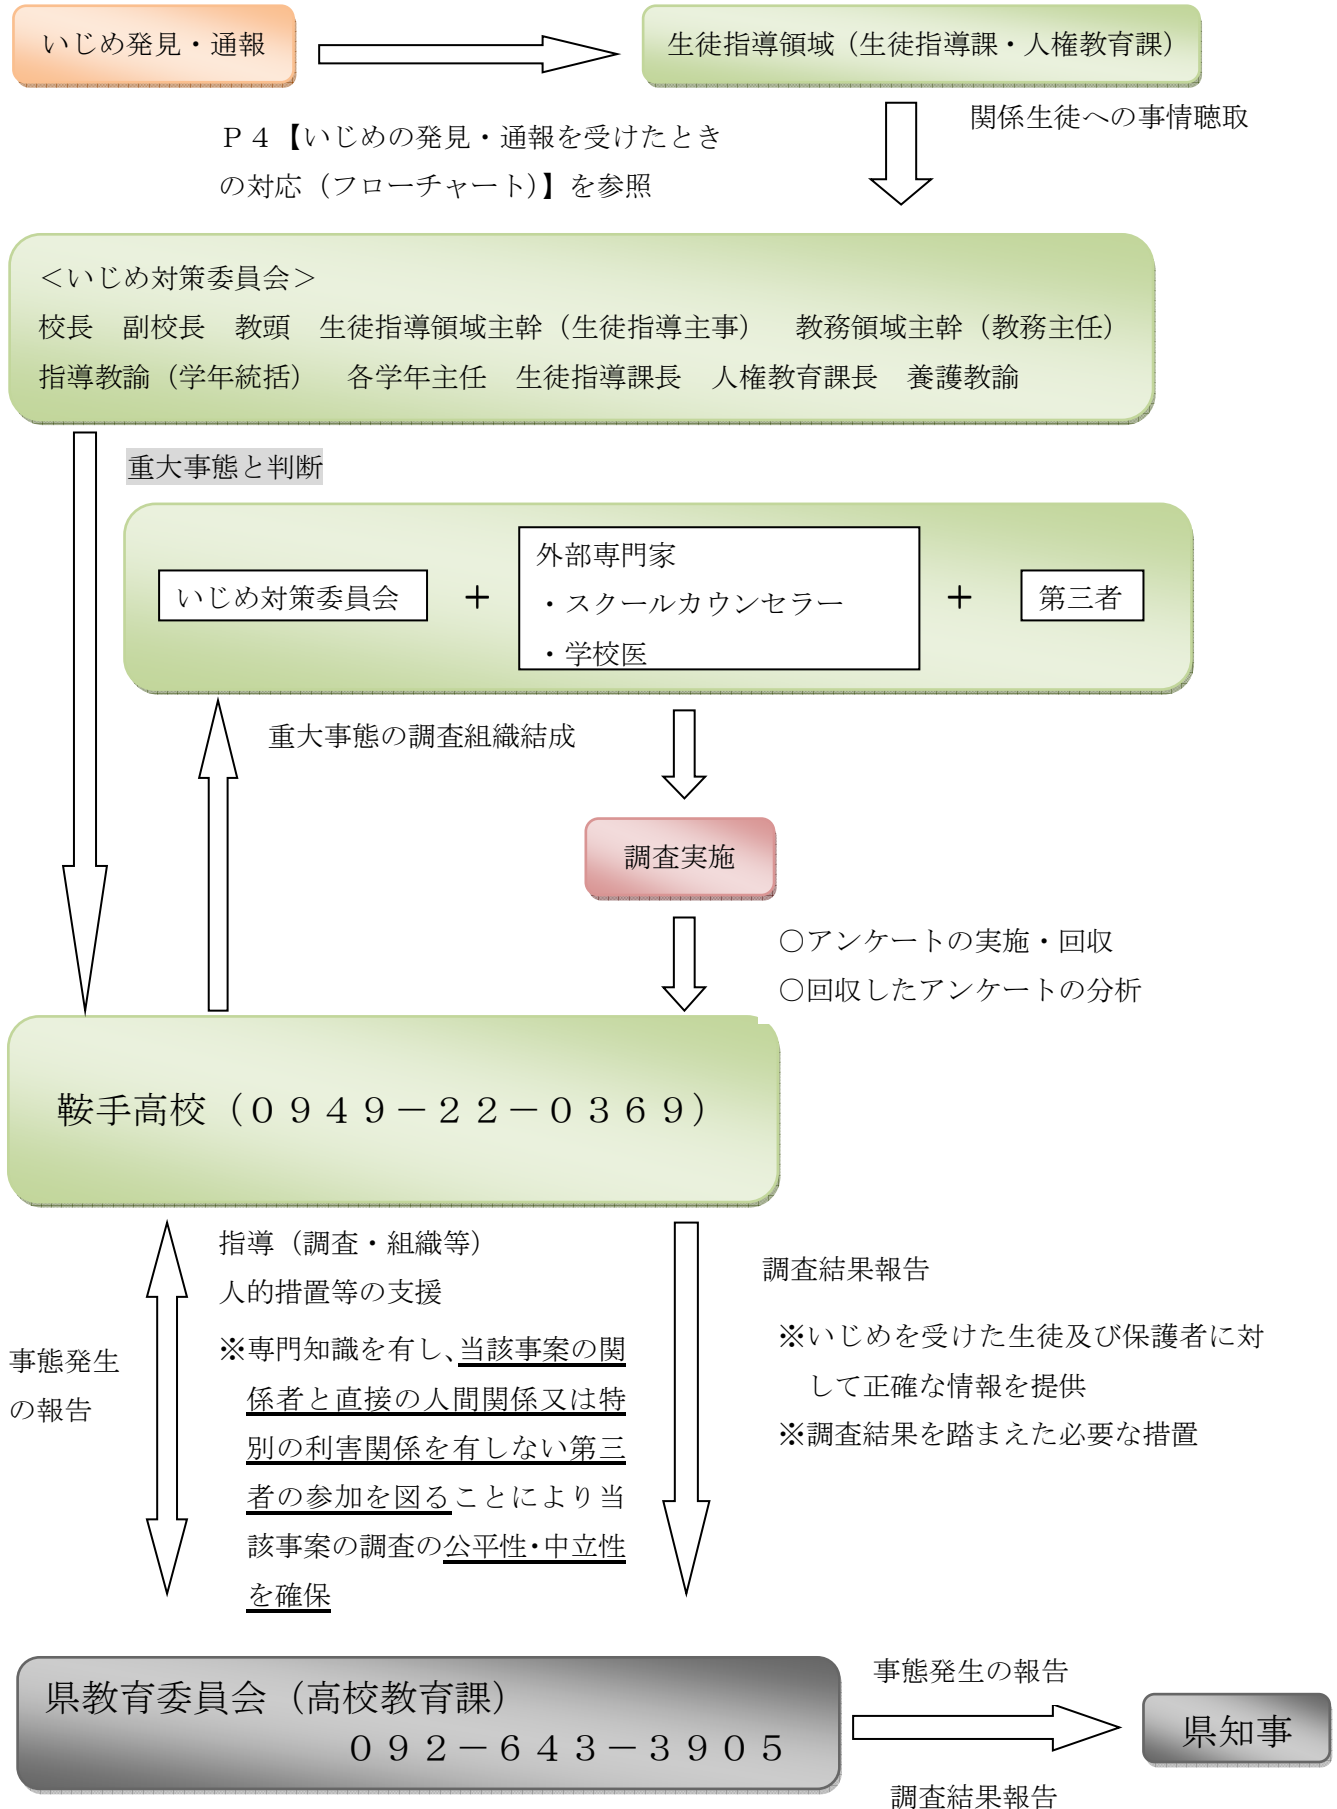 いじめ発見・通報
生徒指導領域（生徒指導課・人権教育課）
関係生徒への事情聴取
Ｐ４【いじめの発見・通報を受けたとき
の対応（フローチャート）】を参照
＜いじめ対策委員会＞
校長　副校長　教頭　生徒指導領域主幹（生徒指導主事）　教務領域主幹（教務主任）
指導教諭（学年統括）　各学年主任　生徒指導課長　人権教育課長　養護教諭
重大事態と判断
いじめ対策委員会
＋
外部専門家
・スクールカウンセラー
・学校医
＋
第三者
重大事態の調査組織結成
調査実施
○アンケートの実施・回収
○回収したアンケートの分析
鞍手高校（０９４９－２２－０３６９）
指導（調査・組織等）
人的措置等の支援
※専門知識を有し、当該事案の関
係者と直接の人間関係又は特
別の利害関係を有しない第三
者の参加を図ることにより当
該事案の調査の公平性・中立性
を確保
事態発生
の報告
調査結果報告
※いじめを受けた生徒及び保護者に対
して正確な情報を提供
※調査結果を踏まえた必要な措置
県教育委員会（高校教育課）
０９２－６４３－３９０５
事態発生の報告
県知事
調査結果報告